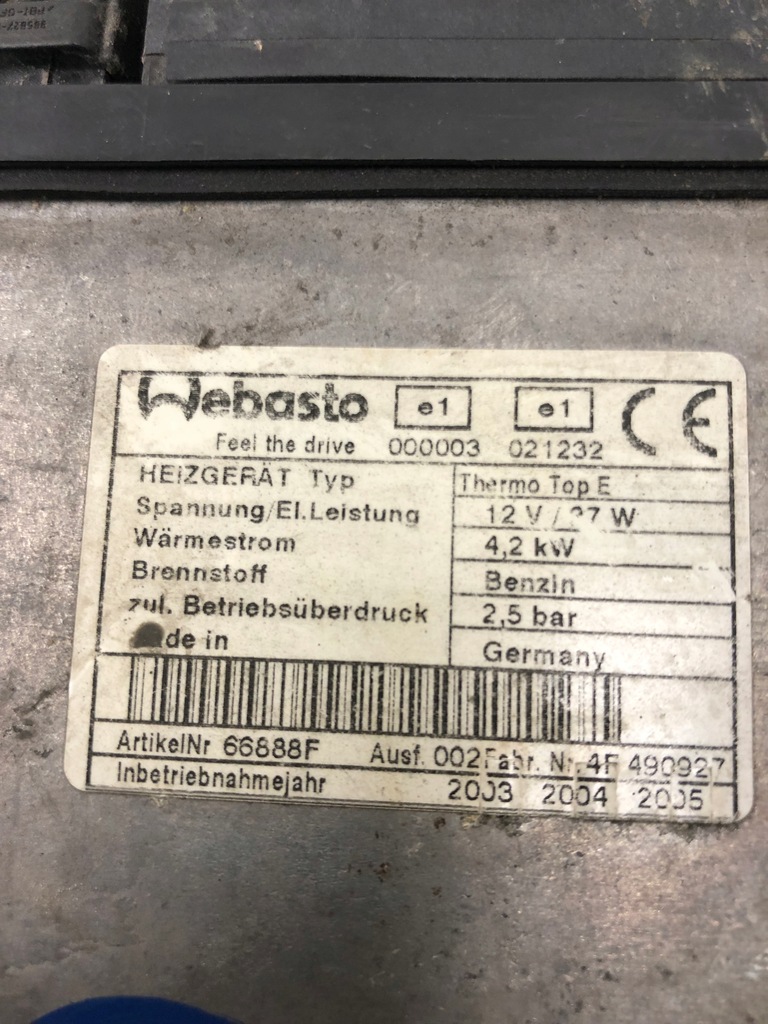 Webasto e1 e1 CE
Feel the drive 000003 021232
HEIZGERÄT Typ Thermo Top E
Spannung/El.Leistung 12 V / W
Wärmestrom 4,2 kW
Brennstoff Benzin
zul. Betriebsüberdruck 2,5 bar
in Germany
ArtikelNr 66888F Ausf. 002 Fabr. Nr. 4F 490927
Inbetriebnahmejahr 2003 2004 2005